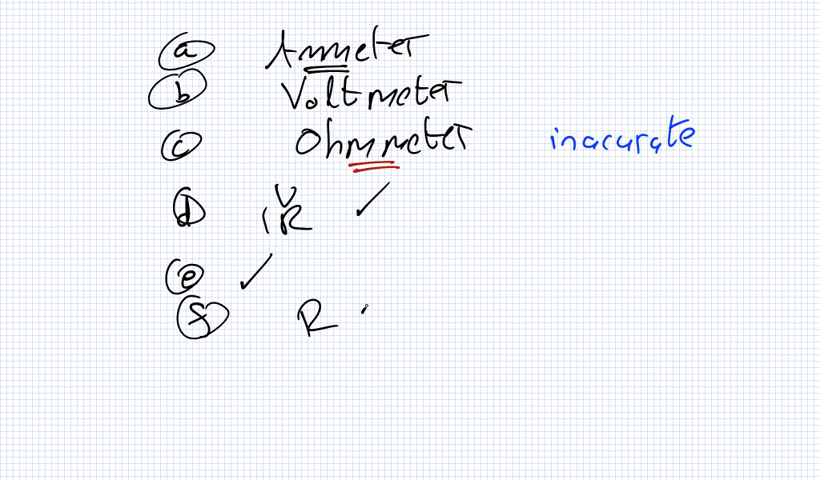 a Ammeter
b Voltmeter
c Ohmmeter inacurate
d V IR ✓
e ✓
f R